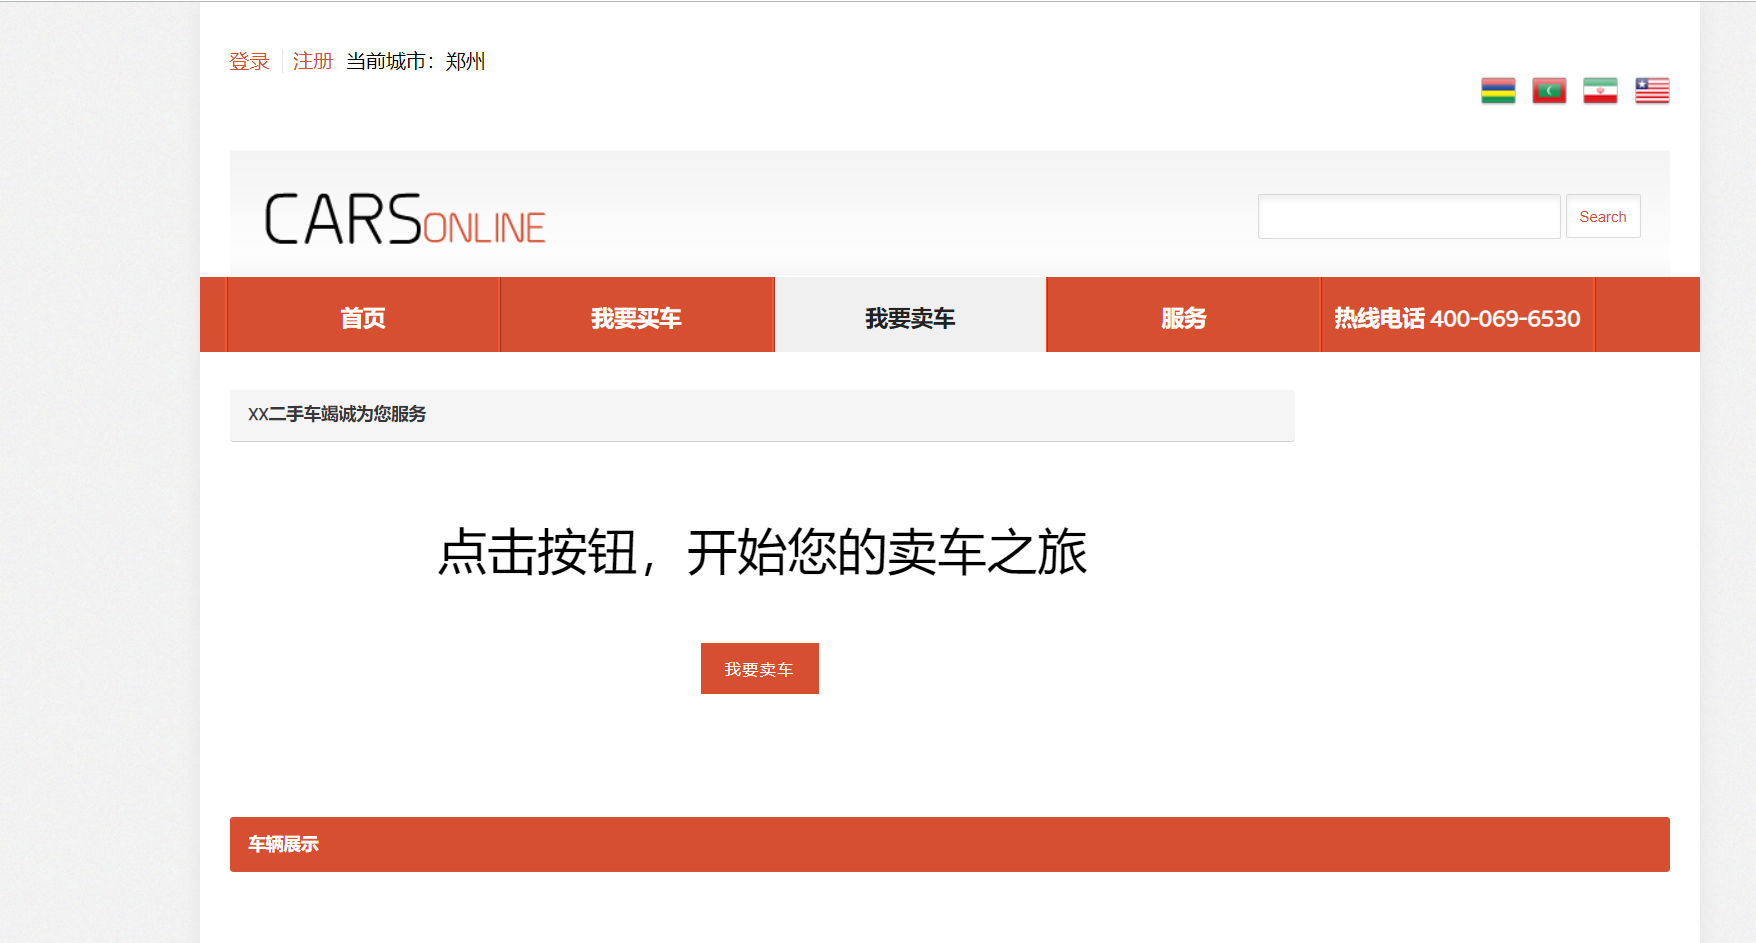 登录 注册 当前城市：郑州
CARSONLINE
Search
首页 我要买车 我要卖车 服务 热线电话 400-069-6530
XX二手车竭诚为您服务
点击按钮，开始您的卖车之旅
我要卖车
车辆展示